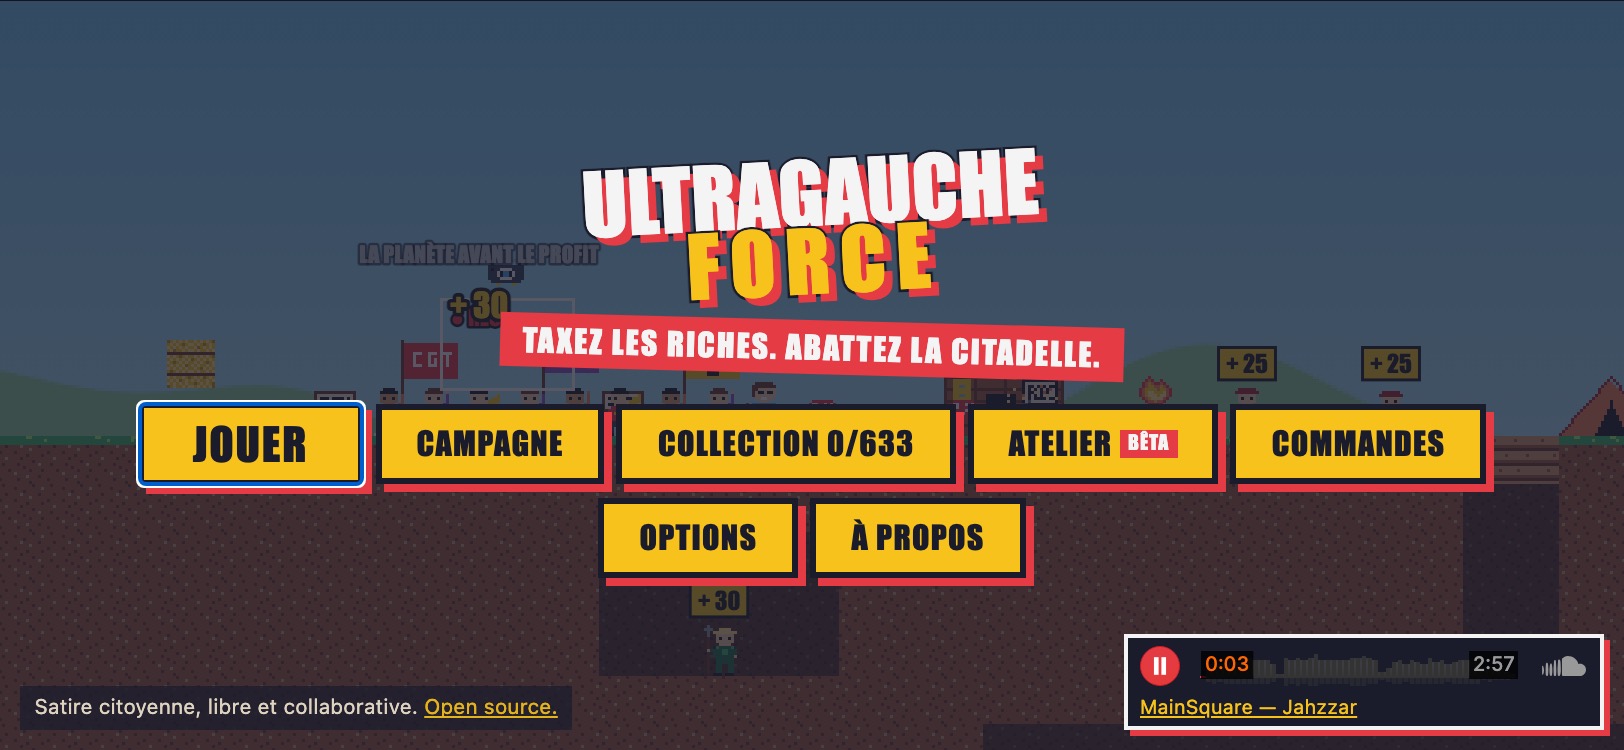 ULTRAGAUCHE
FORCE
LA PLANÈTE AVANT LE PROFIT
+30
TAXEZ LES RICHES. ABATTEZ LA CITADELLE.
CGT
+25
+25
JOUER
CAMPAGNE
COLLECTION 0/633
ATELIER BÊTA
COMMANDES
OPTIONS
À PROPOS
+30
0:03
2:57
MainSquare — Jahzzar
Satire citoyenne, libre et collaborative. Open source.